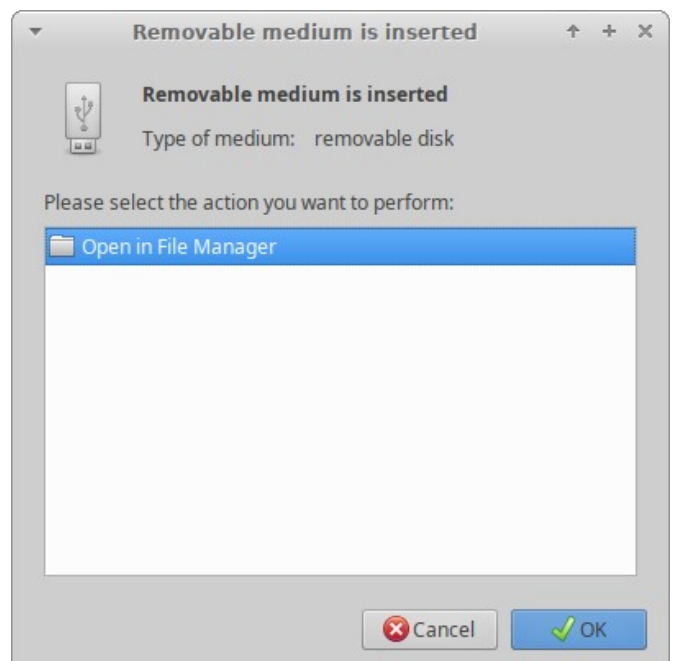 Removable medium is inserted
Removable medium is inserted
Type of medium: removable disk
Please select the action you want to perform:
Open in File Manager
Cancel OK